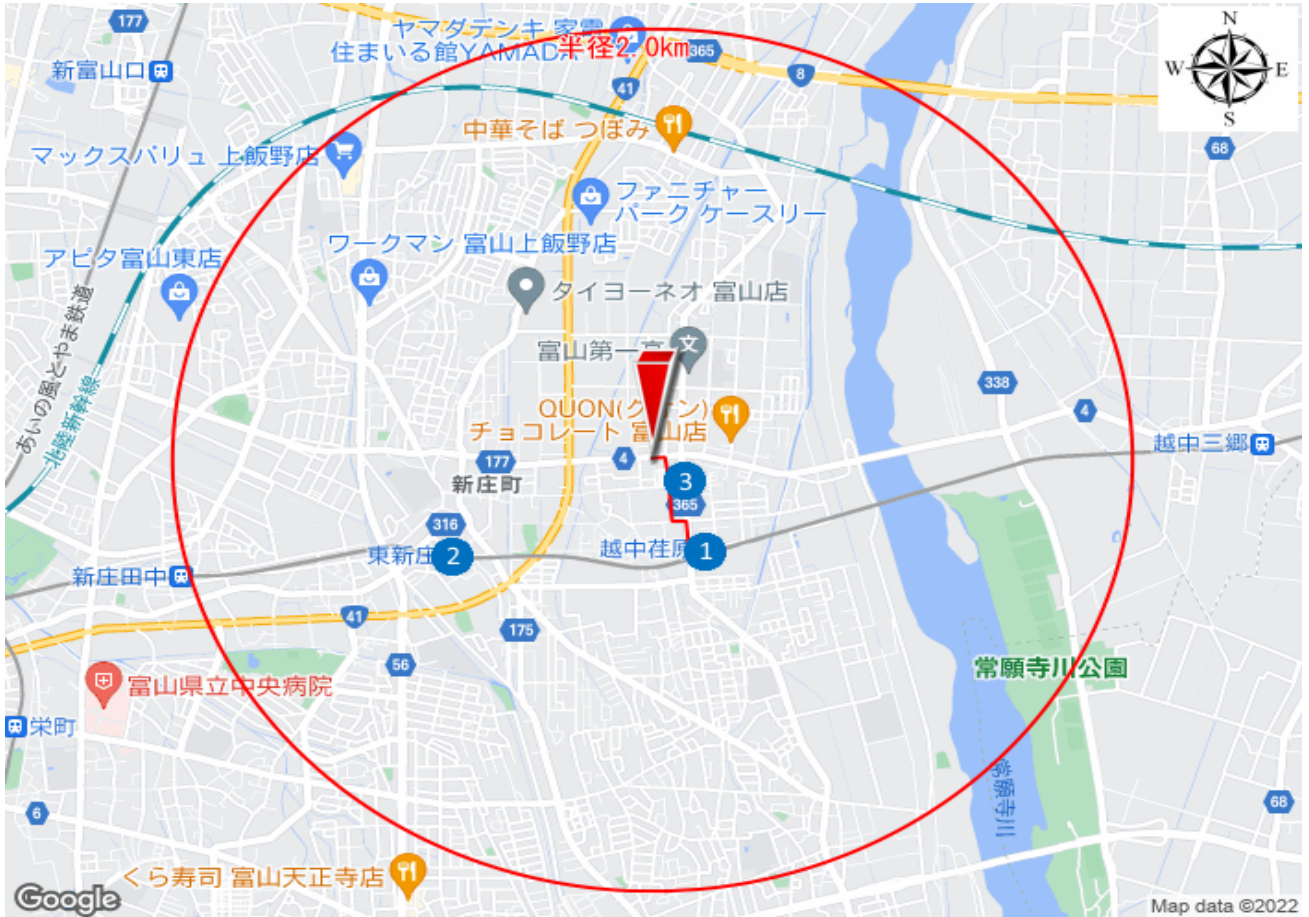 177
ヤマダデンキ 家電
住まいる館YAMADA
半径2.0km
365
8
41
N
W
E
S
新富山口
中華そば つぼみ
68
マックスバリュ 上飯野店
ファニチャー
パーク ケースリー
ワークマン 富山上飯野店
アピタ富山東店
タイヨーネオ 富山店
富山第一高
文
あいの風とやま鉄道
北陸新幹線
338
4
QUON(クオン)
チョコレート 富山店
越中三郷
177
4
新庄町
3
365
316
東新庄
2
越中荏原
1
新庄田中
41
175
56
富山県立中央病院
常願寺川公園
栄町
常願寺川
6
68
くら寿司 富山天正寺店
Google
Map data ©2022